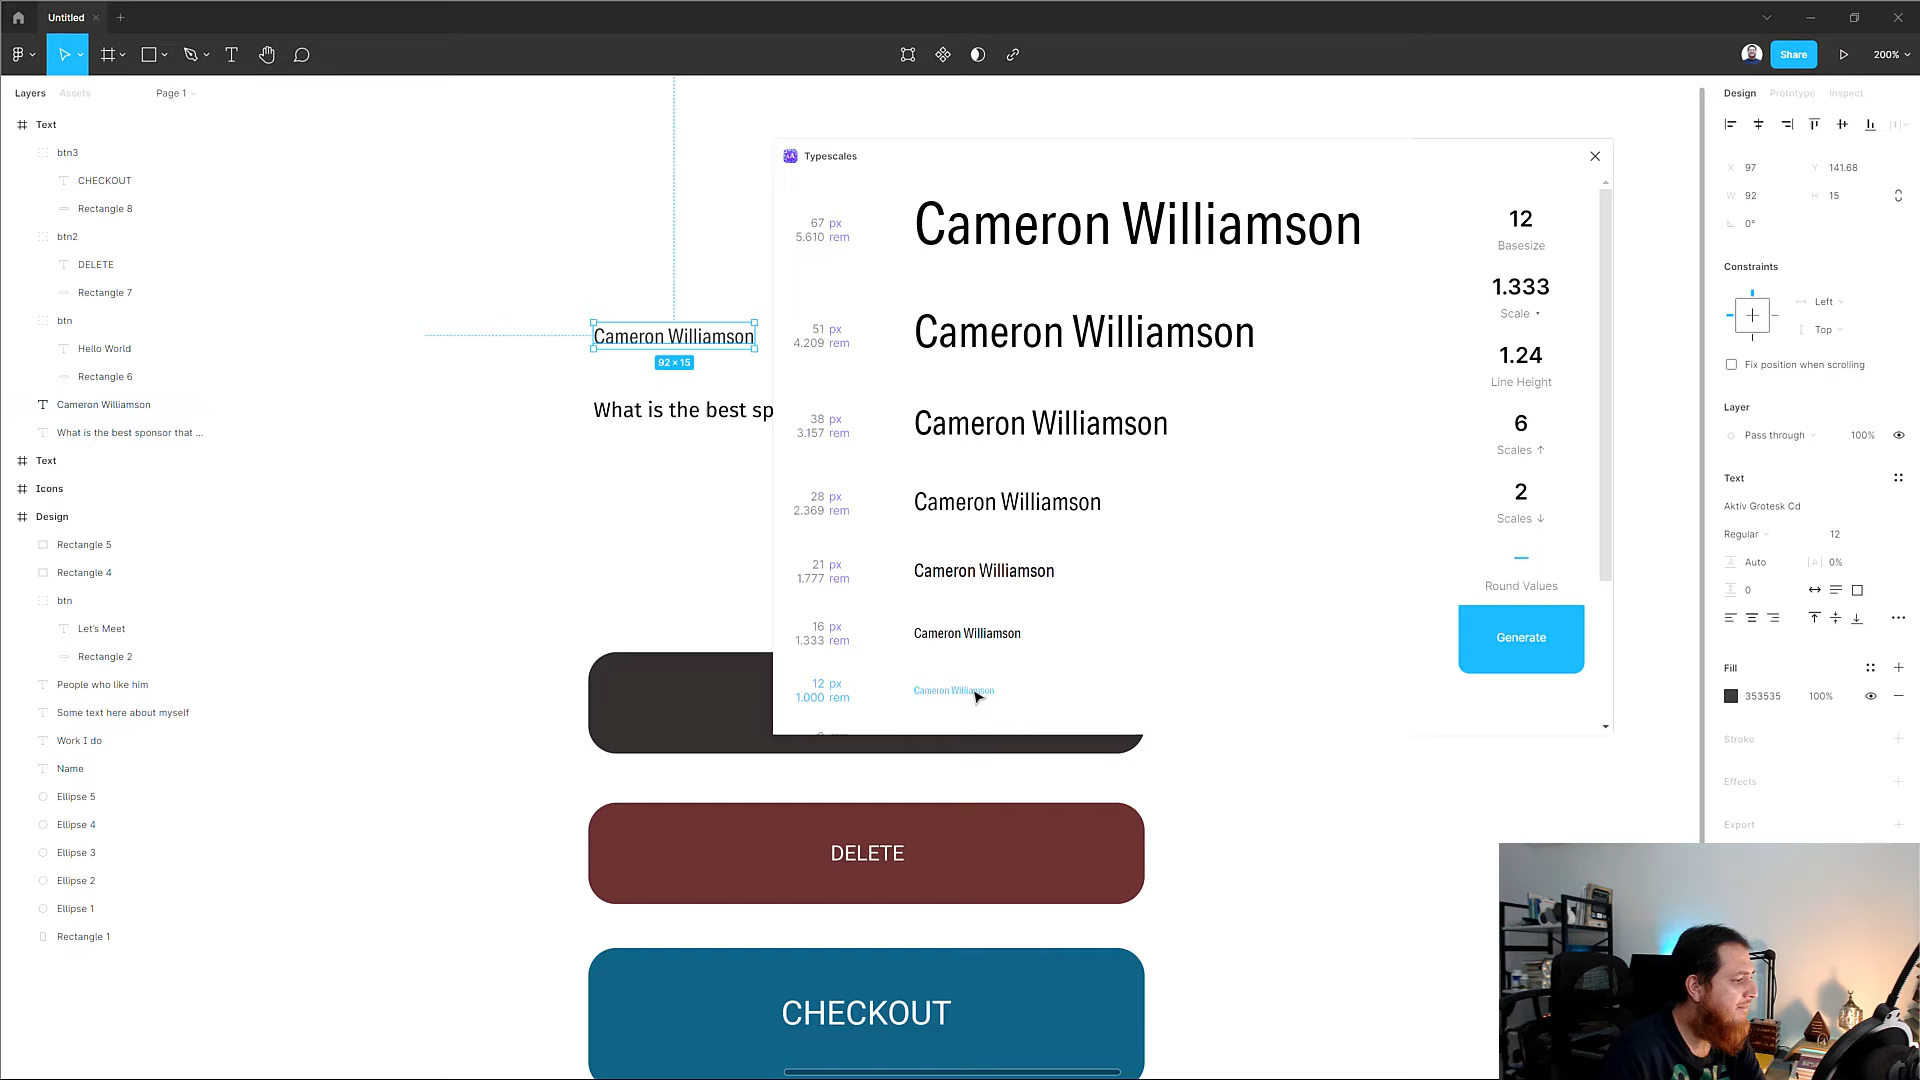 Untitled
Share
200%
Layers
Assets
Page 1
Text
btn3
CHECKOUT
Rectangle 8
btn2
DELETE
Rectangle 7
btn
Hello World
Rectangle 6
Cameron Williamson
What is the best sponsor that ...
Text
Icons
Design
Rectangle 5
Rectangle 4
btn
Let's Meet
Rectangle 2
People who like him
Some text here about myself
Work I do
Name
Ellipse 5
Ellipse 4
Ellipse 3
Ellipse 2
Ellipse 1
Rectangle 1
Cameron Williamson
92 × 15
What is the best sp
DELETE
CHECKOUT
Typescales
67 px
5.610 rem
Cameron Williamson
51 px
4.209 rem
Cameron Williamson
38 px
3.157 rem
Cameron Williamson
28 px
2.369 rem
Cameron Williamson
21 px
1.777 rem
Cameron Williamson
16 px
1.333 rem
Cameron Williamson
12 px
1.000 rem
Cameron Williamson
12
Basesize
1.333
Scale
1.24
Line Height
6
Scales ↑
2
Scales ↓
Round Values
Generate
Design
Prototype
Inspect
X 97
Y 141.68
W 92
H 15
0°
Constraints
Left
Top
Fix position when scrolling
Layer
Pass through
100%
Text
Aktiv Grotesk Cd
Regular
12
Auto
|A| 0%
0
Fill
353535
100%
Stroke
Effects
Export